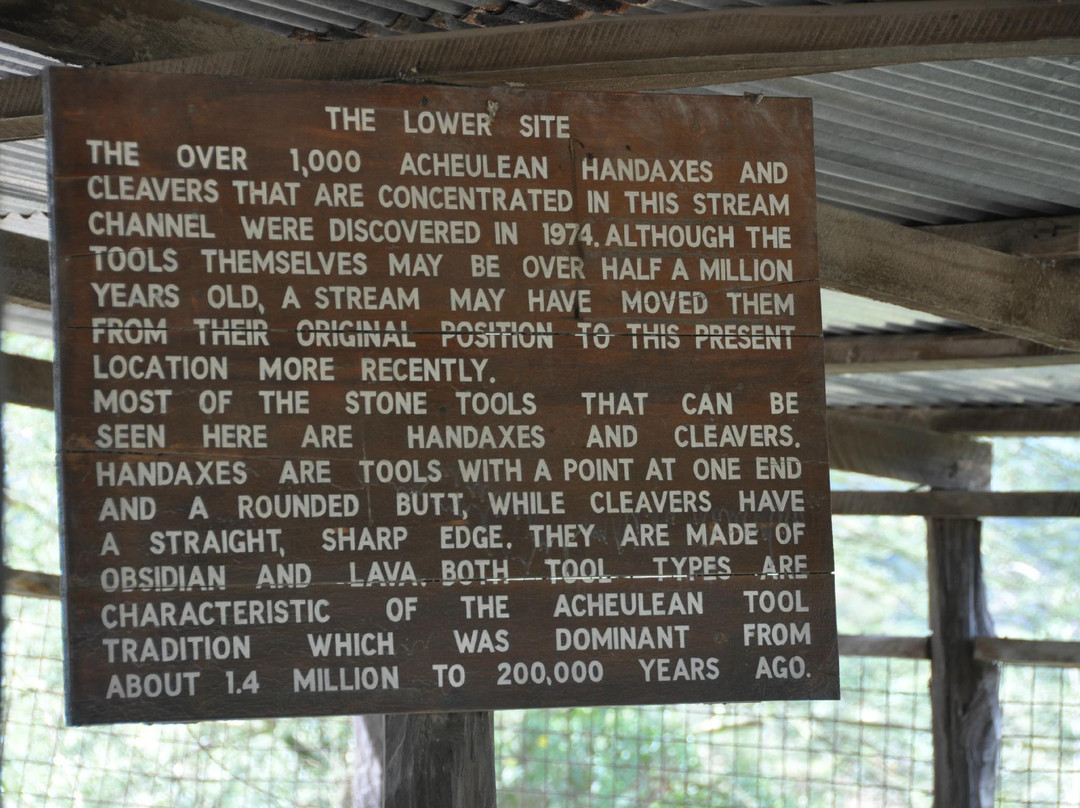 THE LOWER SITE
THE OVER 1,000 ACHEULEAN HANDAXES AND
CLEAVERS THAT ARE CONCENTRATED IN THIS STREAM
CHANNEL WERE DISCOVERED IN 1974. ALTHOUGH THE
TOOLS THEMSELVES MAY BE OVER HALF A MILLION
YEARS OLD, A STREAM MAY HAVE MOVED THEM
FROM THEIR ORIGINAL POSITION TO THIS PRESENT
LOCATION MORE RECENTLY.
MOST OF THE STONE TOOLS THAT CAN BE
SEEN HERE ARE HANDAXES AND CLEAVERS.
HANDAXES ARE TOOLS WITH A POINT AT ONE END
AND A ROUNDED BUTT, WHILE CLEAVERS HAVE
A STRAIGHT, SHARP EDGE. THEY ARE MADE OF
OBSIDIAN AND LAVA. BOTH TOOL TYPES ARE
CHARACTERISTIC OF THE ACHEULEAN TOOL
TRADITION WHICH WAS DOMINANT FROM
ABOUT 1.4 MILLION TO 200,000 YEARS AGO.